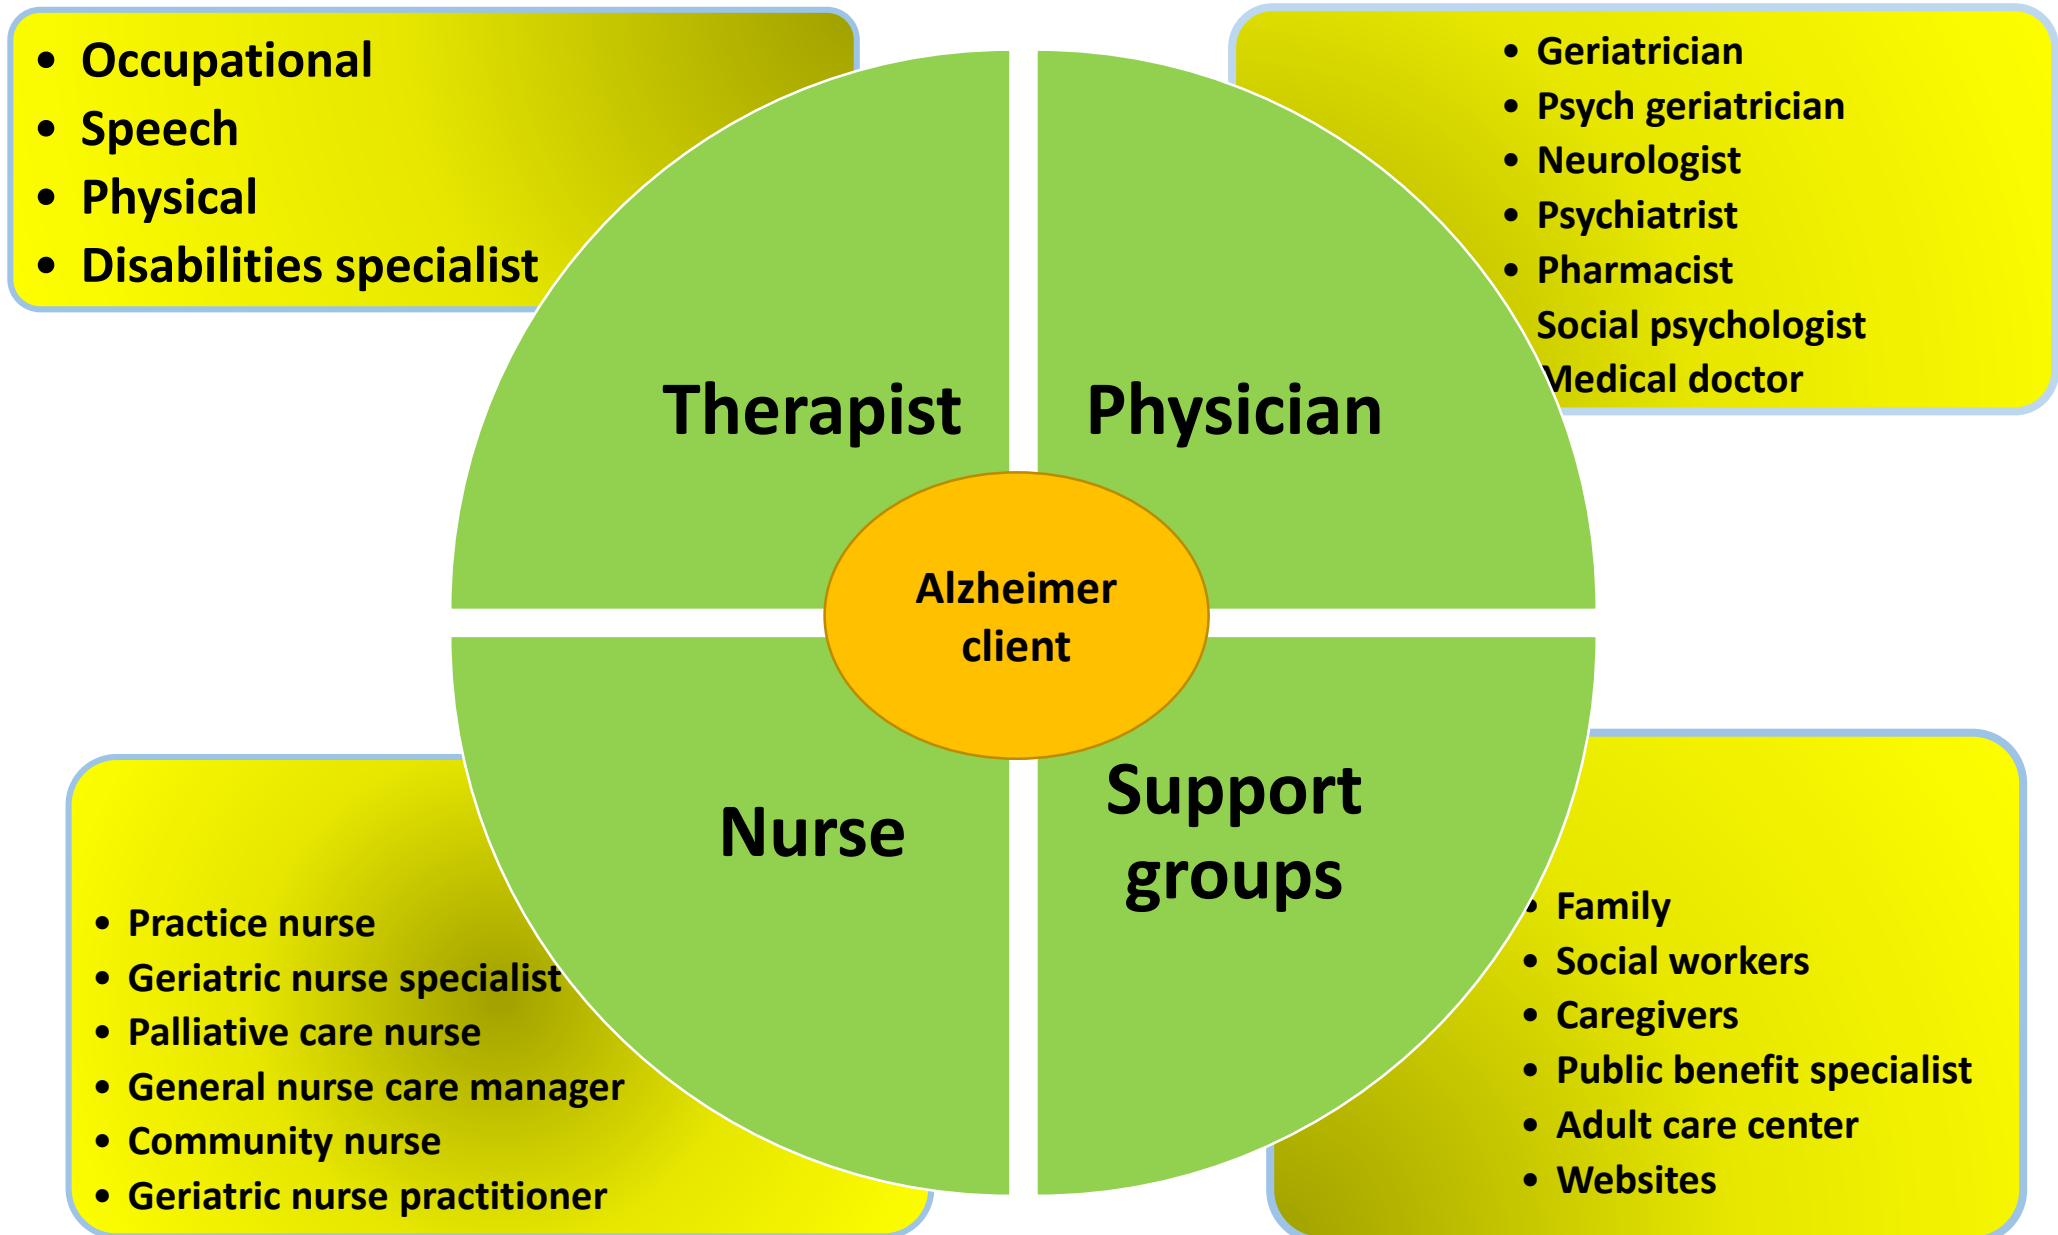 • Occupational
• Speech
• Physical
• Disabilities specialist
• Geriatrician
• Psych geriatrician
• Neurologist
• Psychiatrist
• Pharmacist
Social psychologist
Medical doctor
Therapist
Physician
Alzheimer
client
Nurse
Support
groups
• Practice nurse
• Geriatric nurse specialist
• Palliative care nurse
• General nurse care manager
• Community nurse
• Geriatric nurse practitioner
• Family
• Social workers
• Caregivers
• Public benefit specialist
• Adult care center
• Websites